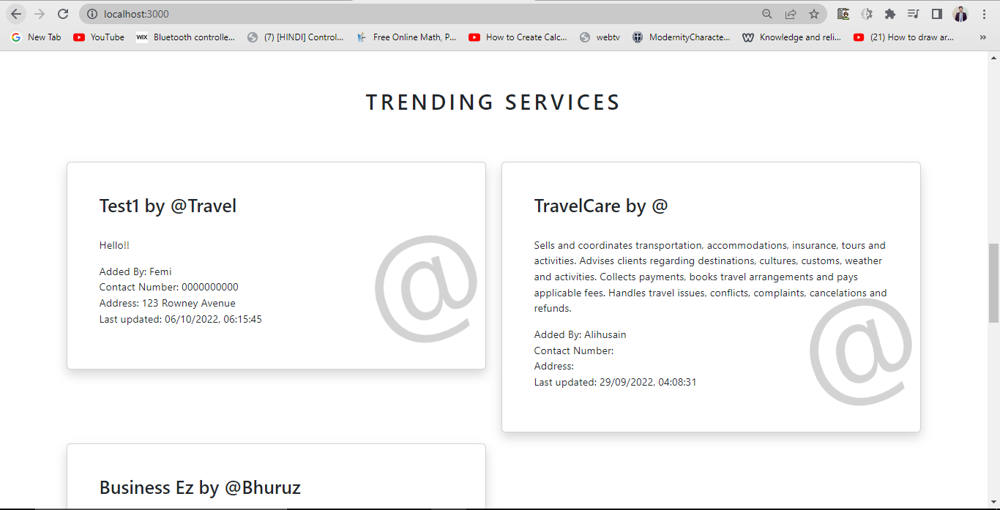 localhost:3000
New Tab
YouTube
WIX
Bluetooth controlle...
(7) [HINDI] Control...
Free Online Math, P...
How to Create Calc...
webtv
ModernityCharacte...
Knowledge and reli...
(21) How to draw ar...
»
TRENDING SERVICES
Test1 by @Travel
Hello!!
Added By: Femi
Contact Number: 0000000000
Address: 123 Rowney Avenue
Last updated: 06/10/2022, 06:15:45
@
TravelCare by @
Sells and coordinates transportation, accommodations, insurance, tours and
activities. Advises clients regarding destinations, cultures, customs, weather
and activities. Collects payments, books travel arrangements and pays
applicable fees. Handles travel issues, conflicts, complaints, cancelations and
refunds.
Added By: Alihusain
Contact Number:
Address:
Last updated: 29/09/2022, 04:08:31
@
Business Ez by @Bhuruz